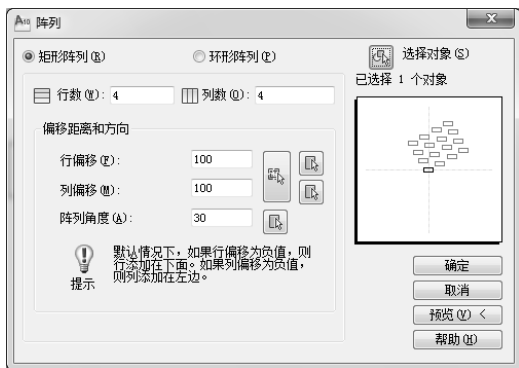 阵列
矩形阵列(R) 环形阵列(P) 选择对象(S)
已选择 1 个对象
行数(W): 4 列数(O): 4
偏移距离和方向
行偏移(F): 100
列偏移(M): 100
阵列角度(A): 30
默认情况下，如果行偏移为负值，则
行添加在下面。如果列偏移为负值，
则列添加在左边。
提示
确定
取消
预览(V) <
帮助(H)